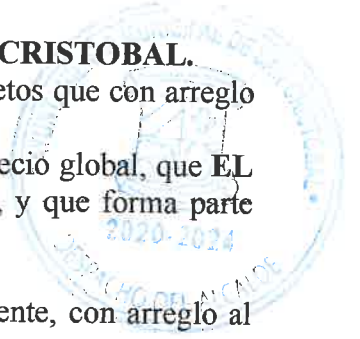 CRISTOBAL.
etos que con arreglo
ecio global, que EL
, y que forma parte
2020-2024
DESPACHO DEL ALCALDE
ente, con arreglo al